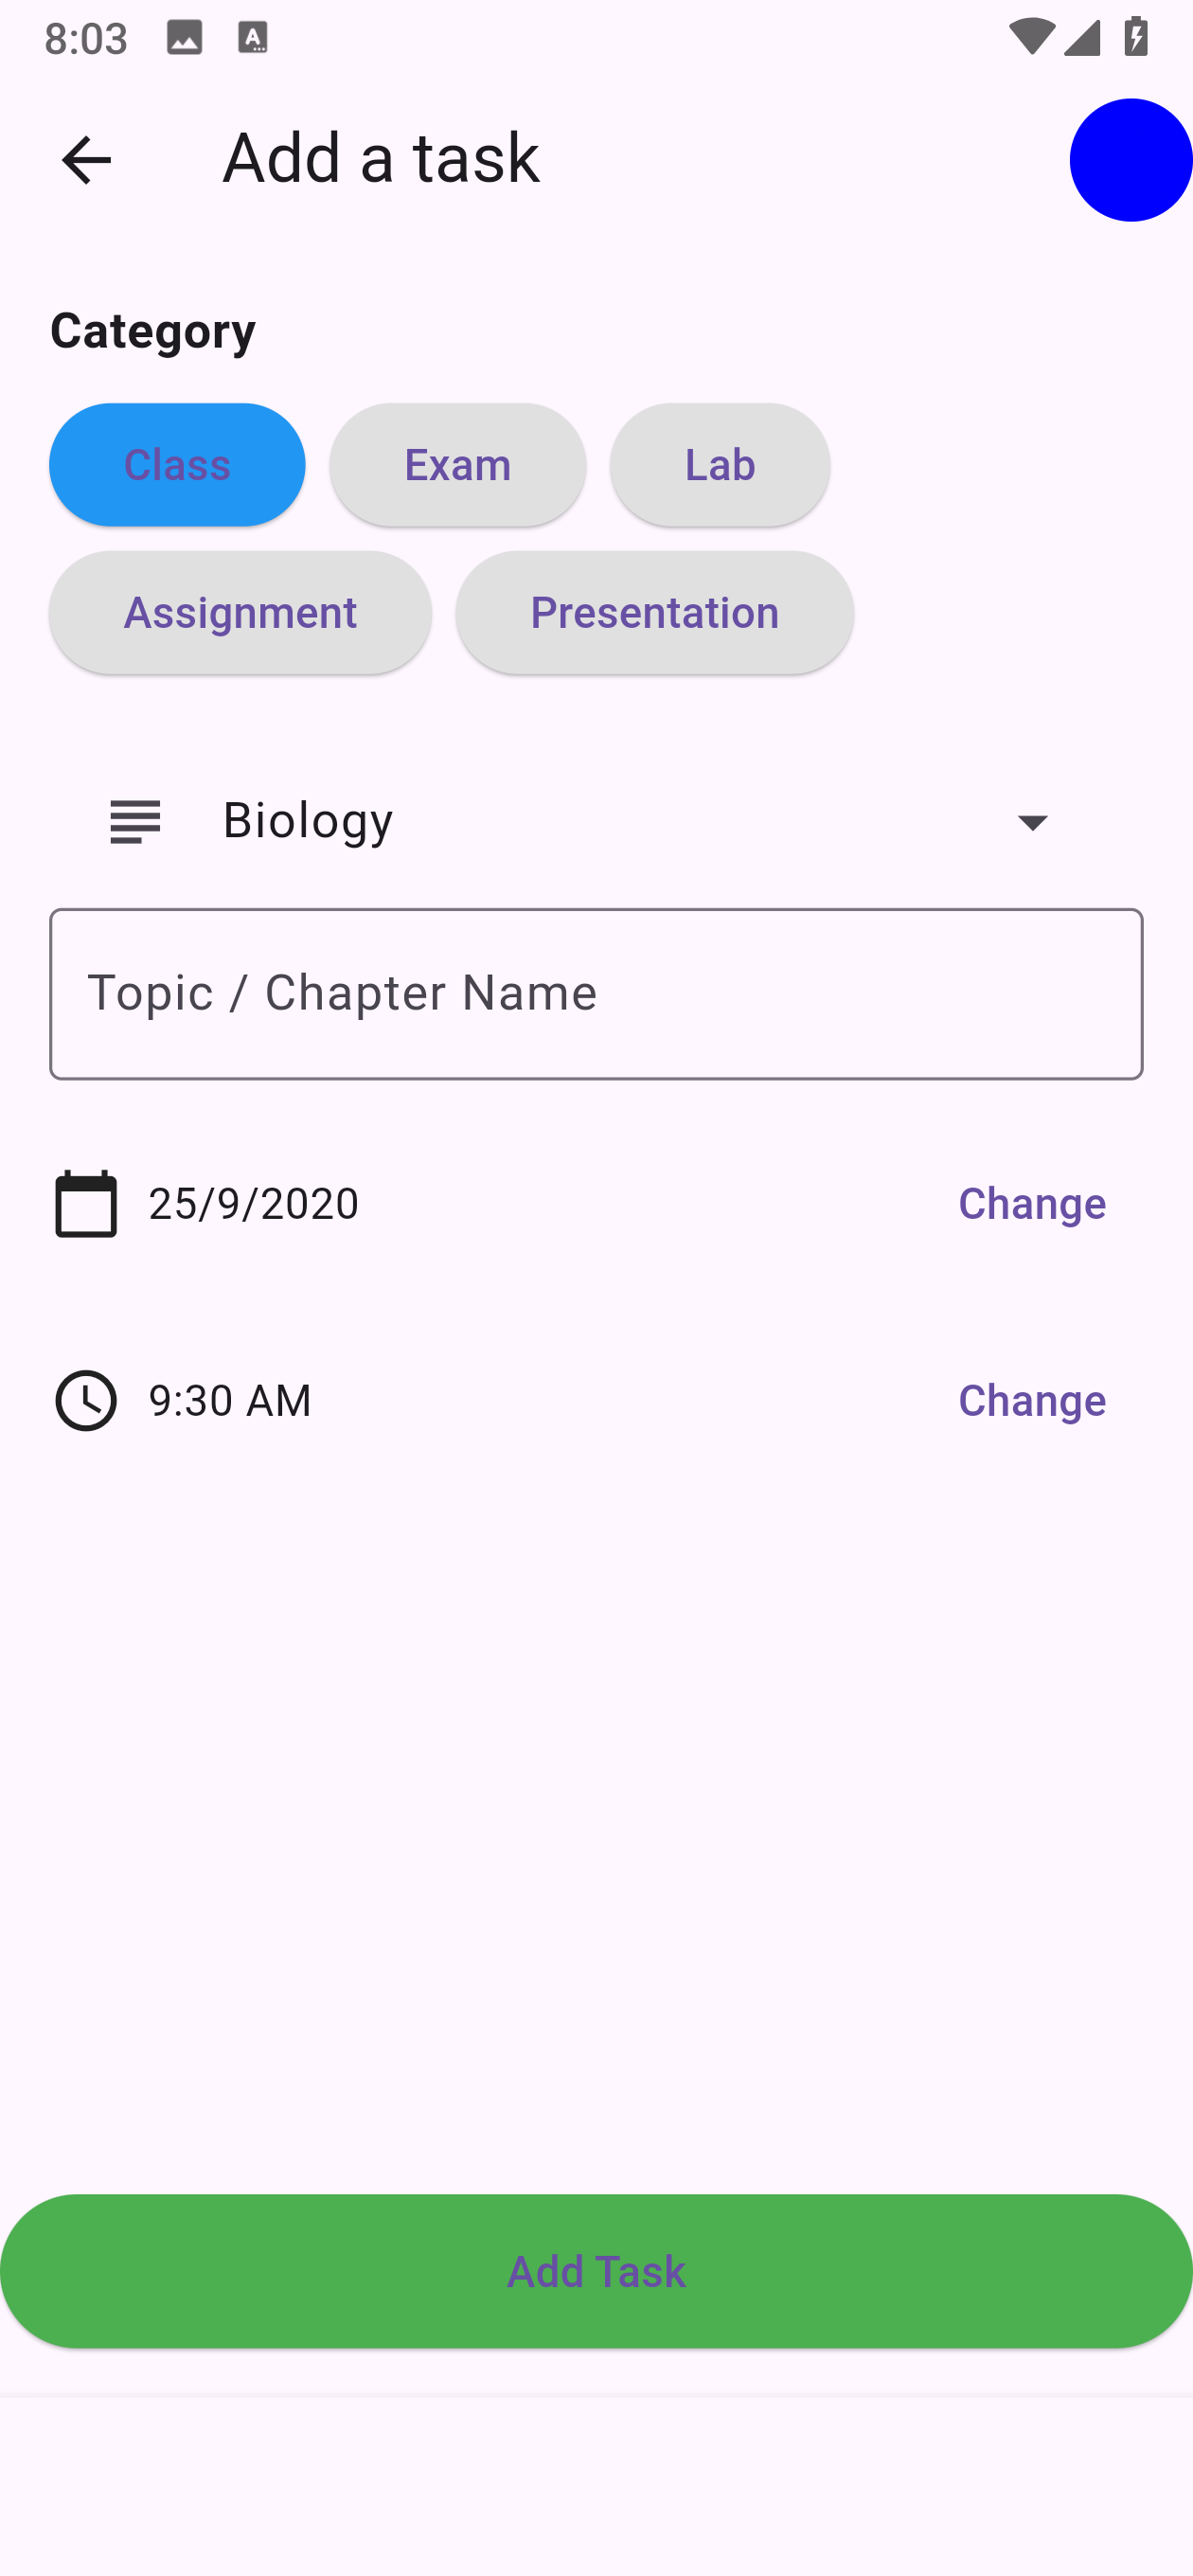 8:03
Add a task
Category
Class Exam Lab
Assignment Presentation
Biology
Topic / Chapter Name
25/9/2020 Change
9:30 AM Change
Add Task